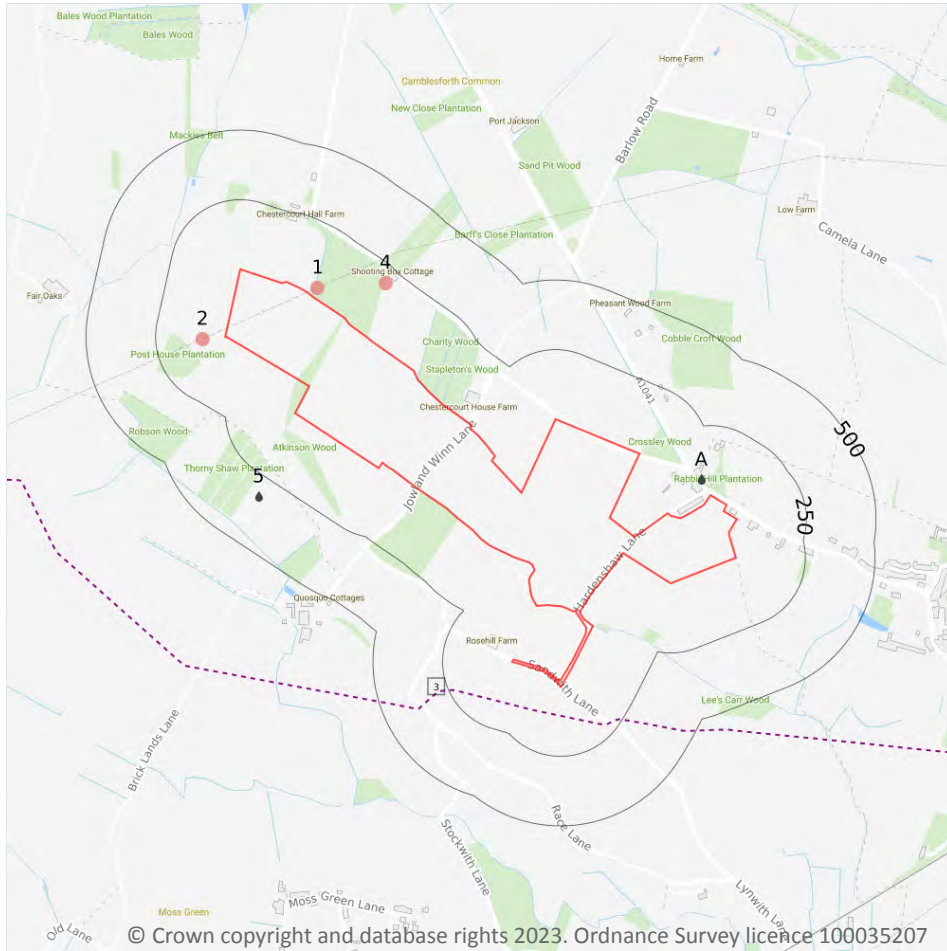 Bales Wood Plantation
Bales Wood
Home Farm
Camblesforth Common
New Close Plantation
Port Jackson
Barlow Road
Mackies Belt
Sand Pit Wood
Low Farm
Chestercourt Hall Farm
Camela Lane
Barff's Close Plantation
1
4
Shooting Box Cottage
Fair Oaks
Pheasant Wood Farm
2
Charity Wood
Cobble Croft Wood
Post House Plantation
Stapleton's Wood
A1041
Chestercourt House Farm
500
Robson Wood
Jowland Winn Lane
Crossley Wood
Atkinson Wood
A
Thorny Shaw Plantation
5
Rabbit Hill Plantation
250
Hardenshaw Lane
Quosquo Cottages
Rosehill Farm
Sandwith Lane
3
Lee's Carr Wood
Brick Lands Lane
Race Lane
Stockwith Lane
Lynwith Lane
Moss Green Lane
Moss Green
Old Lane
© Crown copyright and database rights 2023. Ordnance Survey licence 100035207